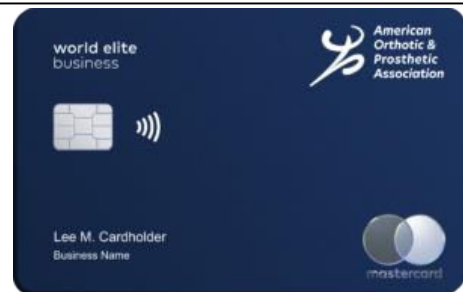 world elite
business
American
Orthotic &
Prosthetic
Association
Lee M. Cardholder
Business Name
mastercard